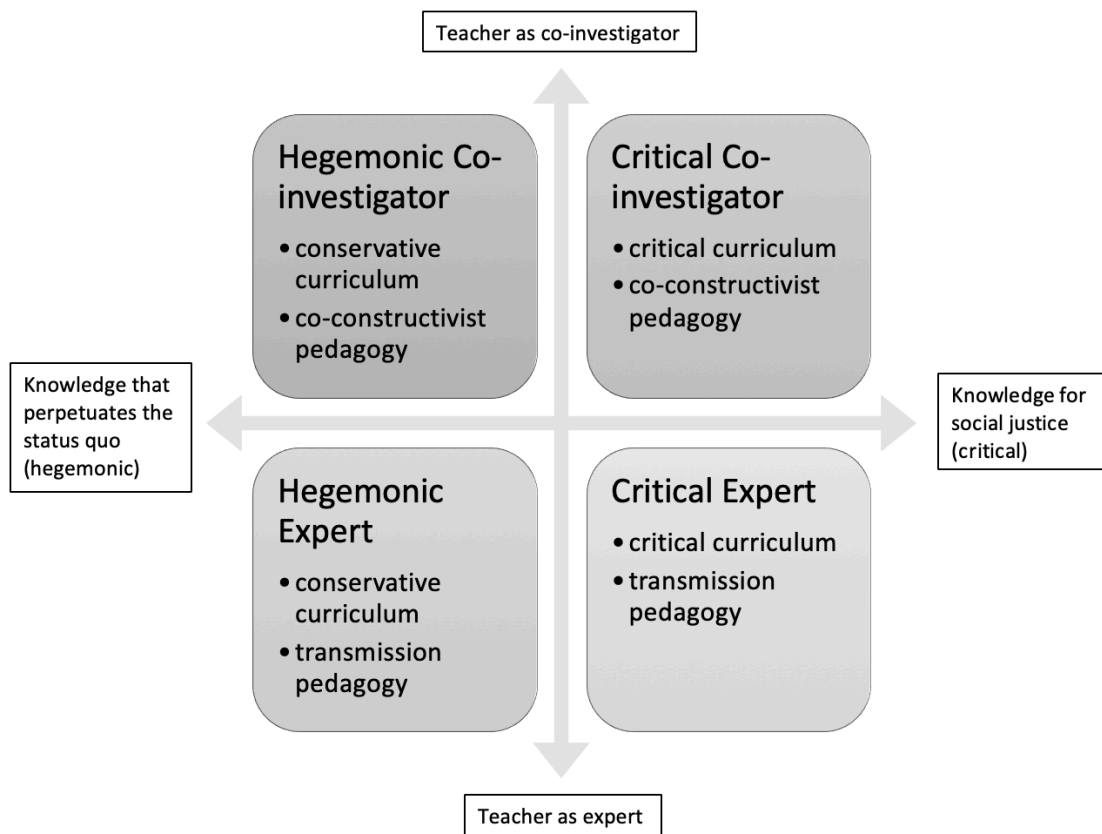 Teacher as co-investigator
Hegemonic Co-
investigator
• conservative
curriculum
• co-constructivist
pedagogy
Critical Co-
investigator
• critical curriculum
• co-constructivist
pedagogy
Knowledge that
perpetuates the
status quo
(hegemonic)
Knowledge for
social justice
(critical)
Hegemonic
Expert
• conservative
curriculum
• transmission
pedagogy
Critical Expert
• critical curriculum
• transmission
pedagogy
Teacher as expert